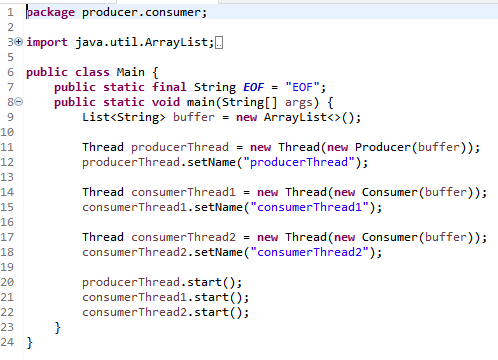 1 package producer.consumer;
2
3 import java.util.ArrayList;
5
6 public class Main {
7 public static final String EOF = "EOF";
8 public static void main(String[] args) {
9 List<String> buffer = new ArrayList<>();
10
11 Thread producerThread = new Thread(new Producer(buffer));
12 producerThread.setName("producerThread");
13
14 Thread consumerThread1 = new Thread(new Consumer(buffer));
15 consumerThread1.setName("consumerThread1");
16
17 Thread consumerThread2 = new Thread(new Consumer(buffer));
18 consumerThread2.setName("consumerThread2");
19
20 producerThread.start();
21 consumerThread1.start();
22 consumerThread2.start();
23 }
24 }